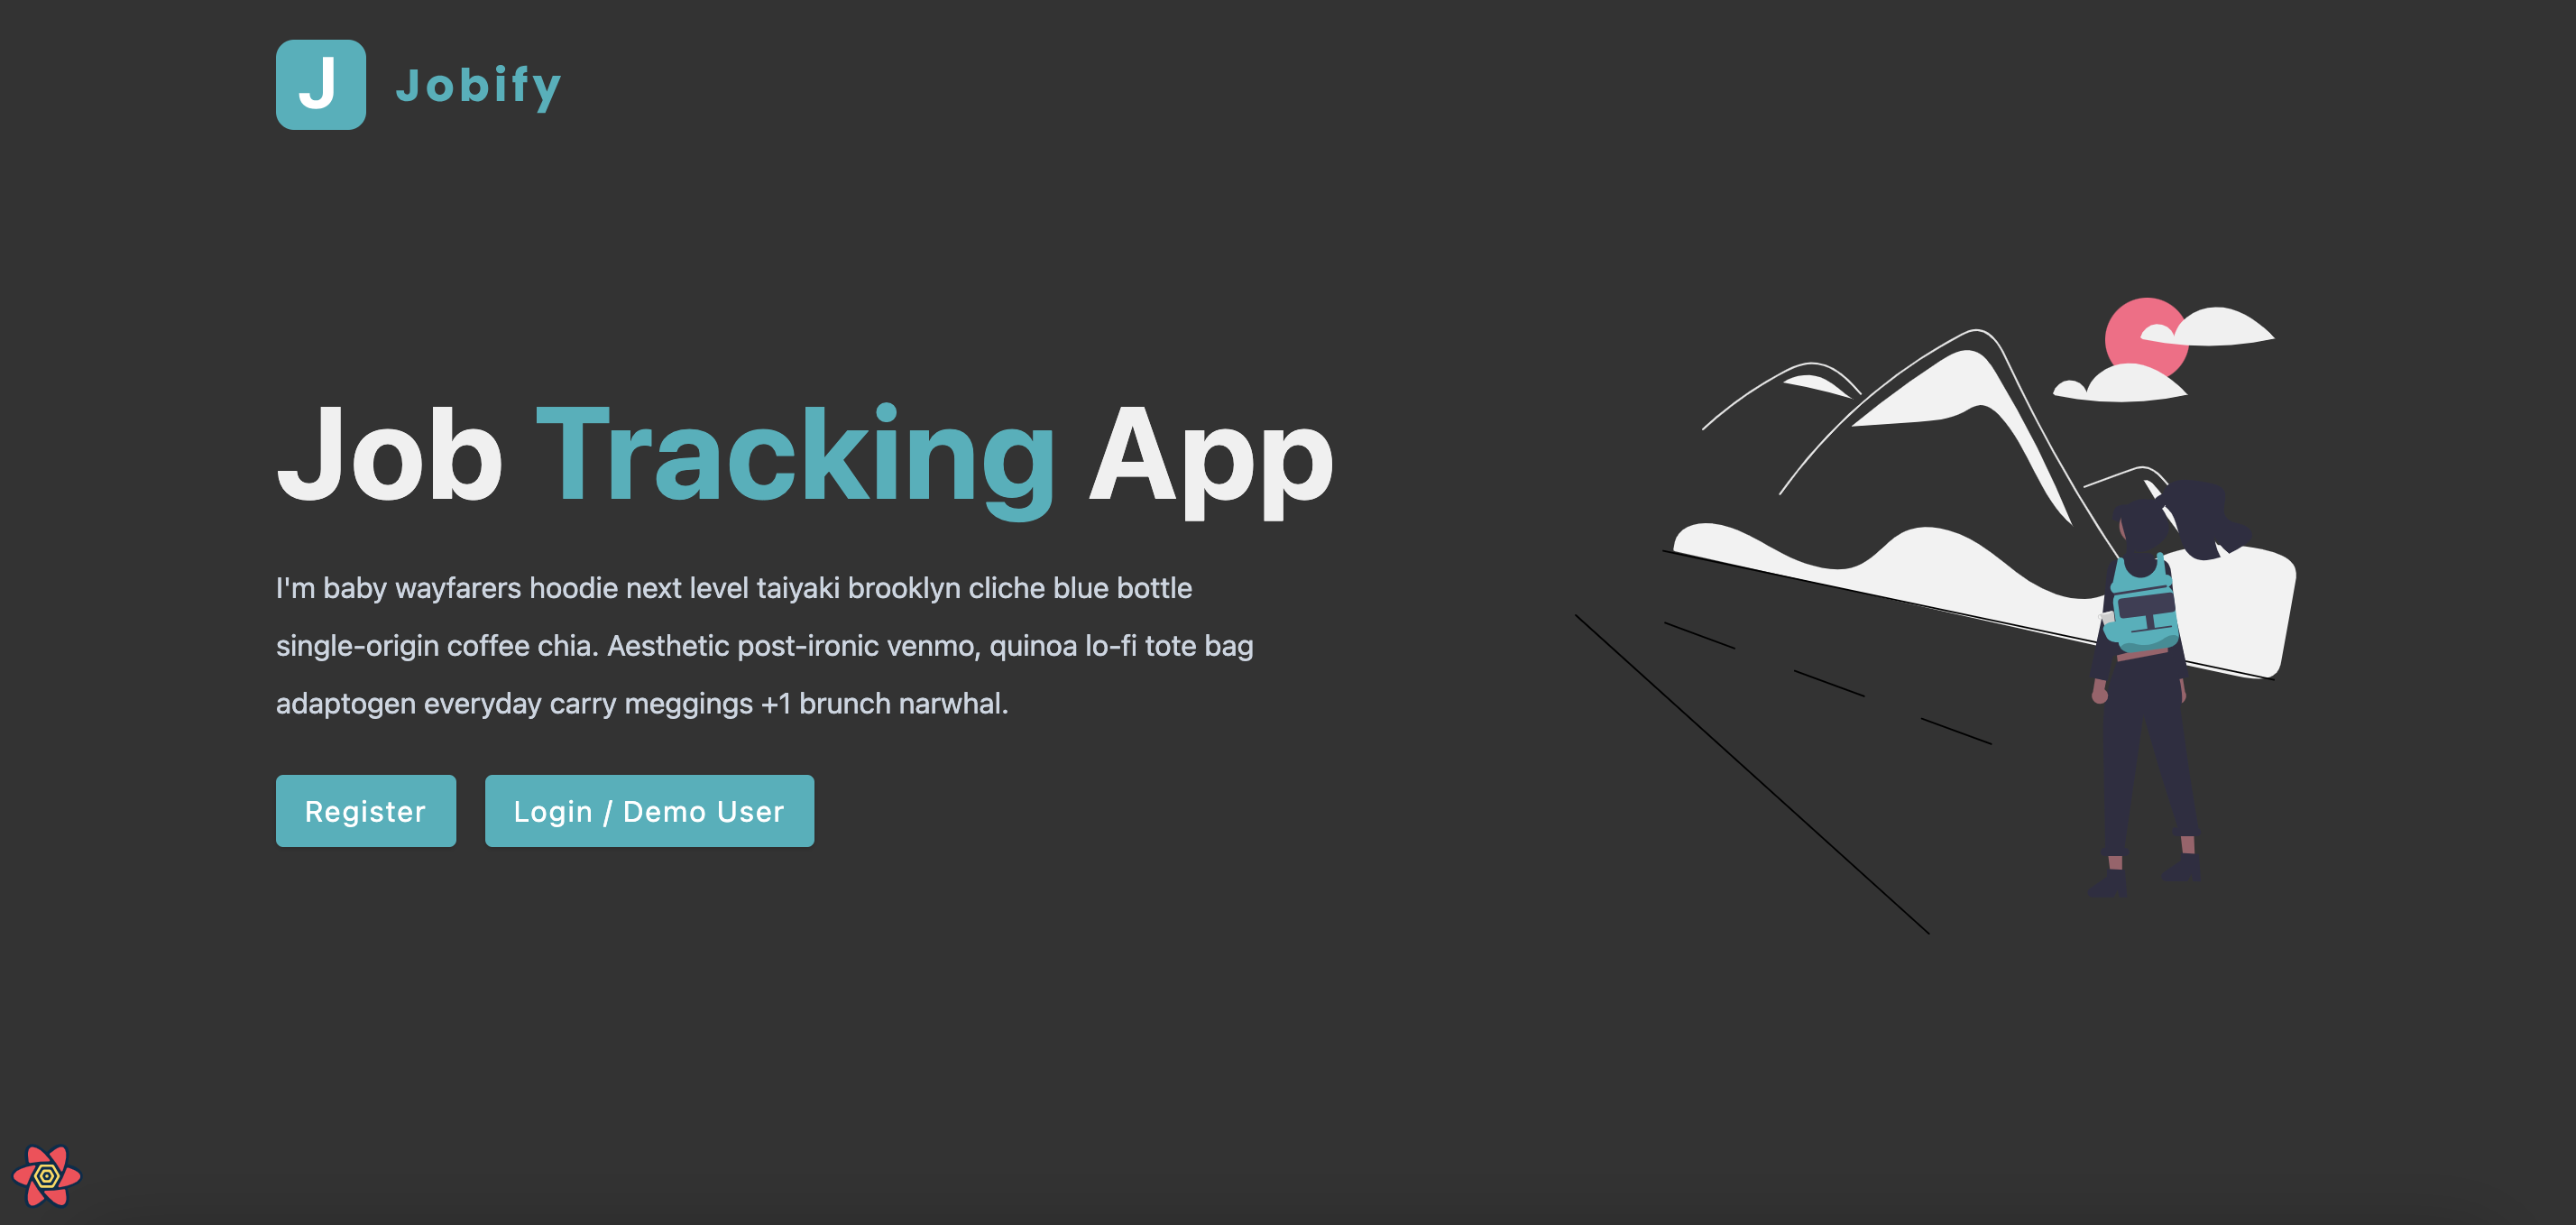 J Jobify
Job Tracking App
I'm baby wayfarers hoodie next level taiyaki brooklyn cliche blue bottle
single-origin coffee chia. Aesthetic post-ironic venmo, quinoa lo-fi tote bag
adaptogen everyday carry meggings +1 brunch narwhal.
Register Login / Demo User